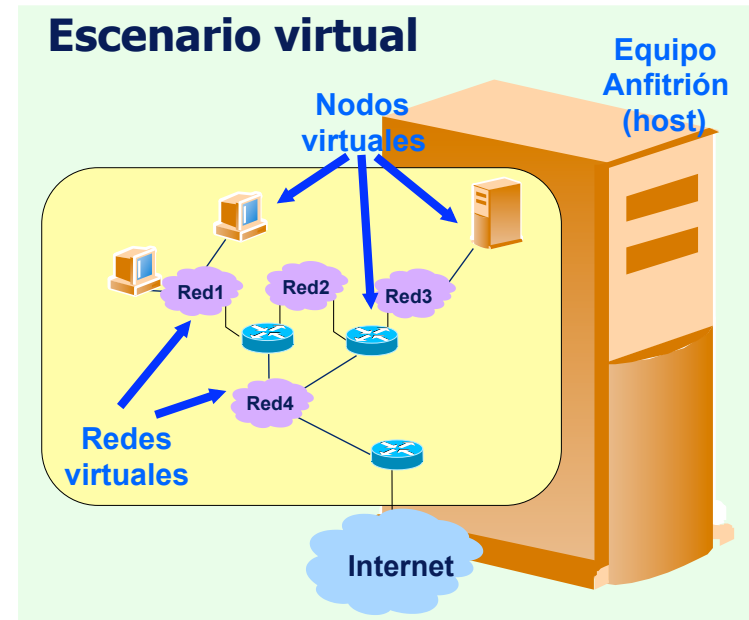 Escenario virtual
Equipo
Anfitrión
(host)
Nodos
virtuales
Red1
Red2
Red3
Red4
Redes
virtuales
Internet